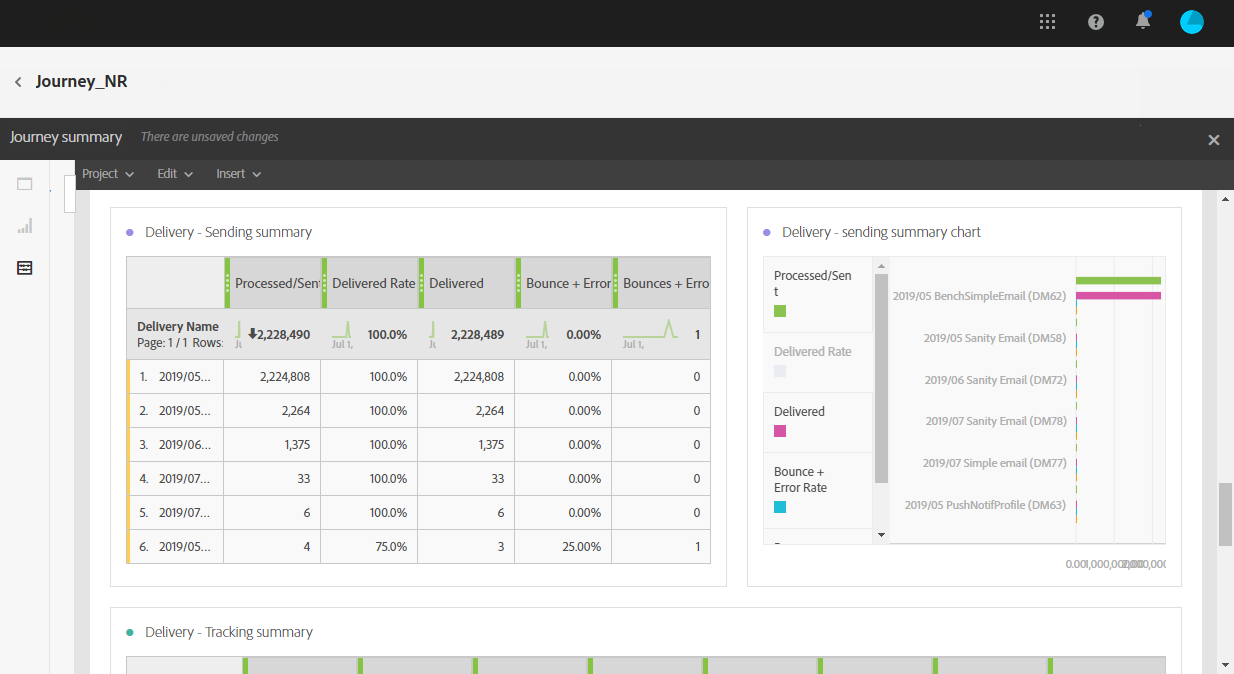 Journey_NR
Journey summary There are unsaved changes
Project Edit Insert
Delivery - Sending summary
Processed/Sent Delivered Rate Delivered Bounce + Error Bounces + Erro
Delivery Name
Page: 1 / 1 Rows:
2,228,490 100.0% 2,228,489 0.00% 1
Jul 1, Jul 1, Jul 1,
1. 2019/05... 2,224,808 100.0% 2,224,808 0.00% 0
2. 2019/05... 2,264 100.0% 2,264 0.00% 0
3. 2019/06... 1,375 100.0% 1,375 0.00% 0
4. 2019/07... 33 100.0% 33 0.00% 0
5. 2019/07... 6 100.0% 6 0.00% 0
6. 2019/05... 4 75.0% 3 25.00% 1
Delivery - sending summary chart
Processed/Sen
t
Delivered Rate
Delivered
Bounce +
Error Rate
2019/05 BenchSimpleEmail (DM62)
2019/05 Sanity Email (DM58)
2019/06 Sanity Email (DM72)
2019/07 Sanity Email (DM78)
2019/07 Simple email (DM77)
2019/05 PushNotifProfile (DM63)
Delivery - Tracking summary